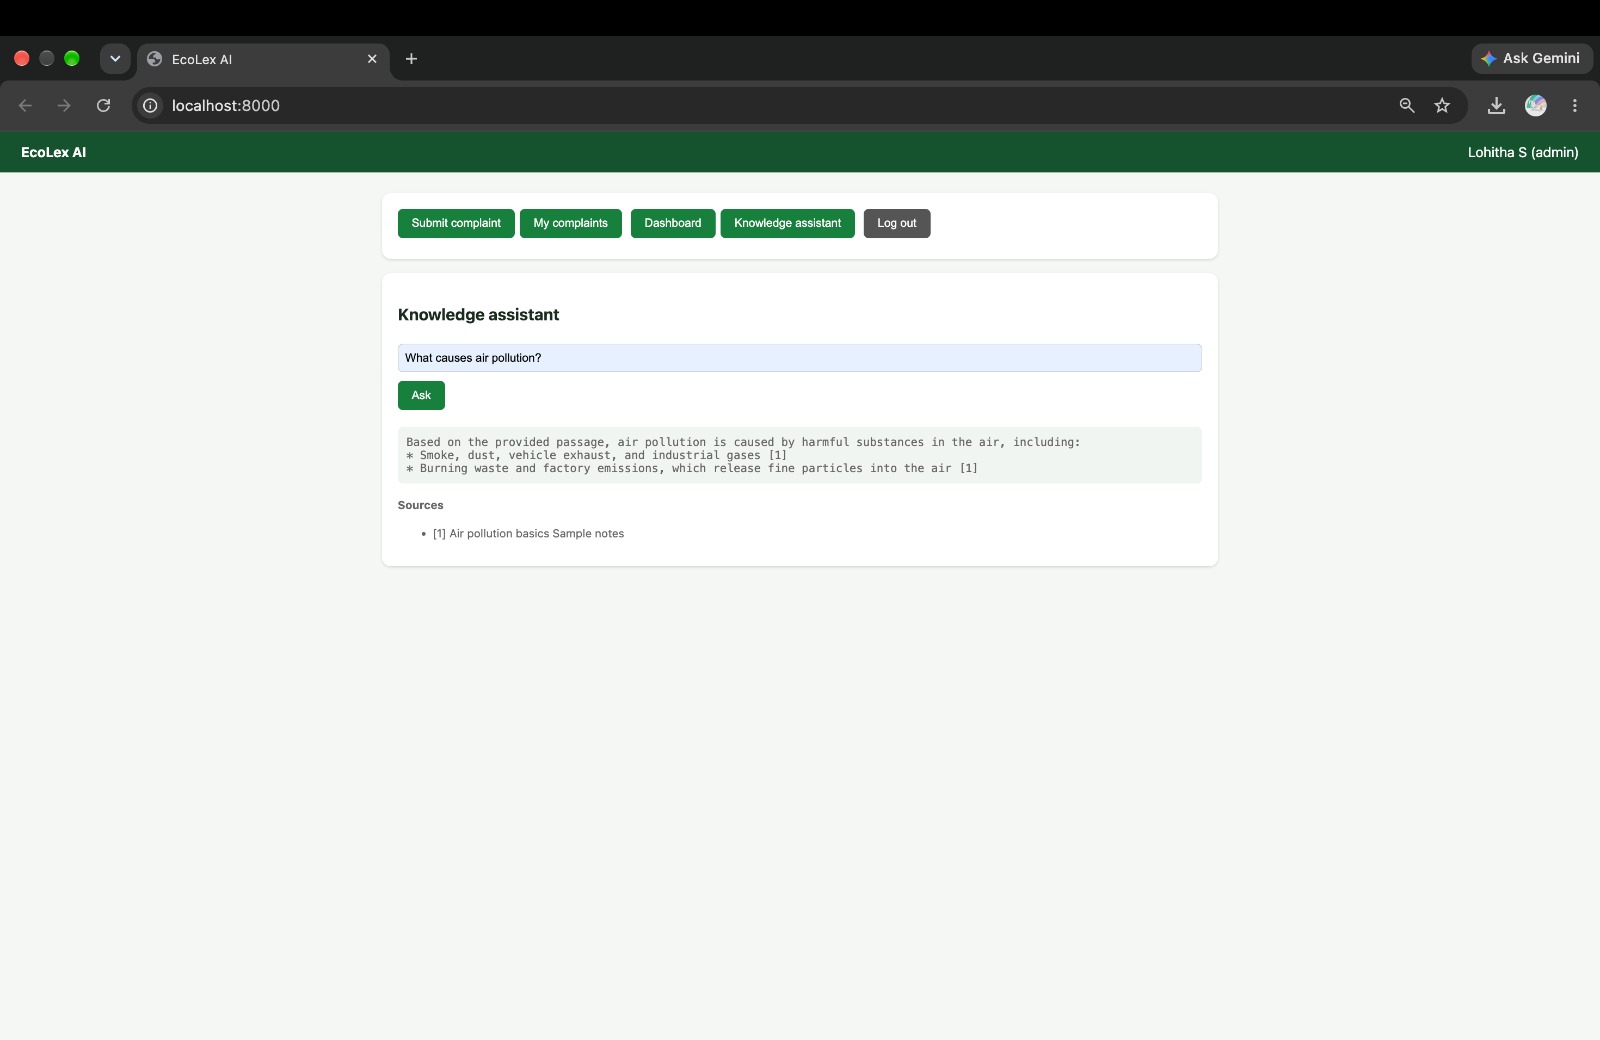 EcoLex AI
Ask Gemini
localhost:8000
EcoLex AI
Lohitha S (admin)
Submit complaint My complaints Dashboard Knowledge assistant Log out
Knowledge assistant
What causes air pollution?
Ask
Based on the provided passage, air pollution is caused by harmful substances in the air, including:
* Smoke, dust, vehicle exhaust, and industrial gases [1]
* Burning waste and factory emissions, which release fine particles into the air [1]
Sources
• [1] Air pollution basics Sample notes